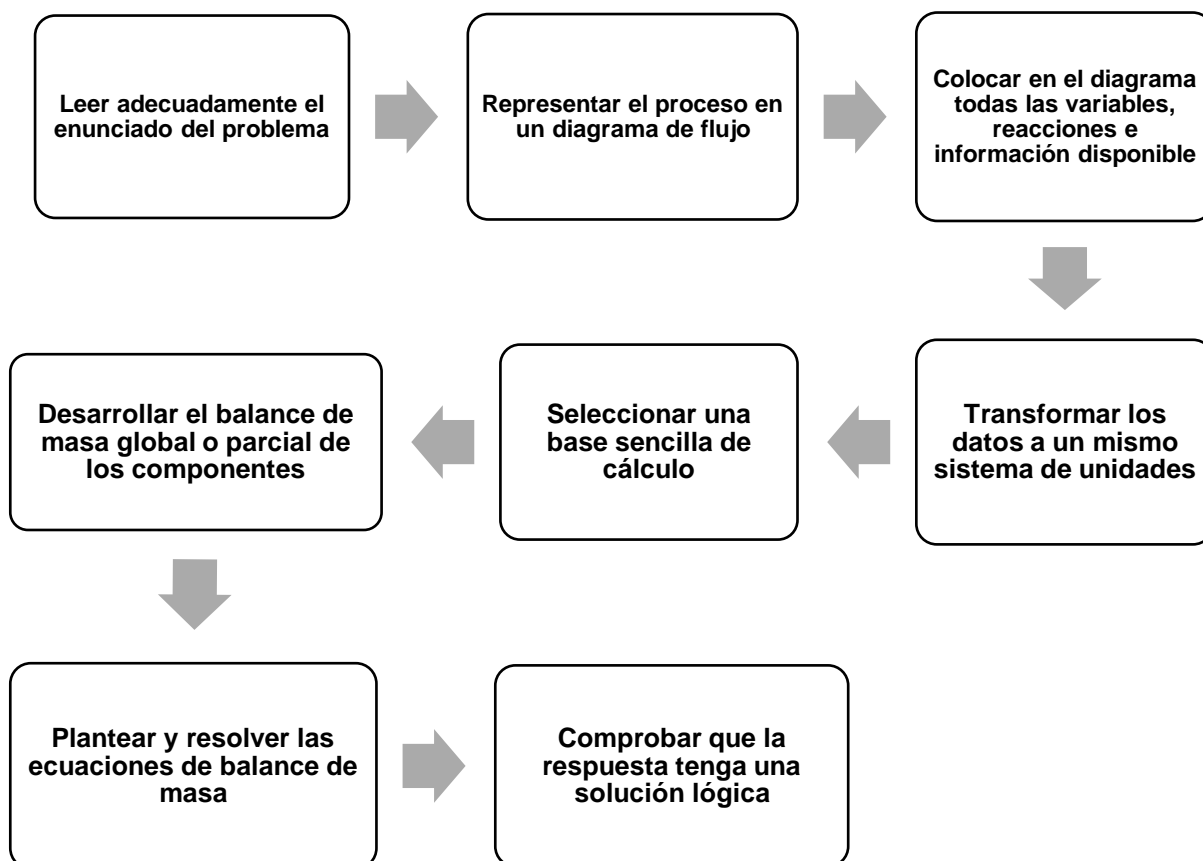 Leer adecuadamente el
enunciado del problema
Representar el proceso en
un diagrama de flujo
Colocar en el diagrama
todas las variables,
reacciones e
información disponible
Transformar los
datos a un mismo
sistema de unidades
Seleccionar una
base sencilla de
cálculo
Desarrollar el balance de
masa global o parcial de
los componentes
Plantear y resolver las
ecuaciones de balance de
masa
Comprobar que la
respuesta tenga una
solución lógica